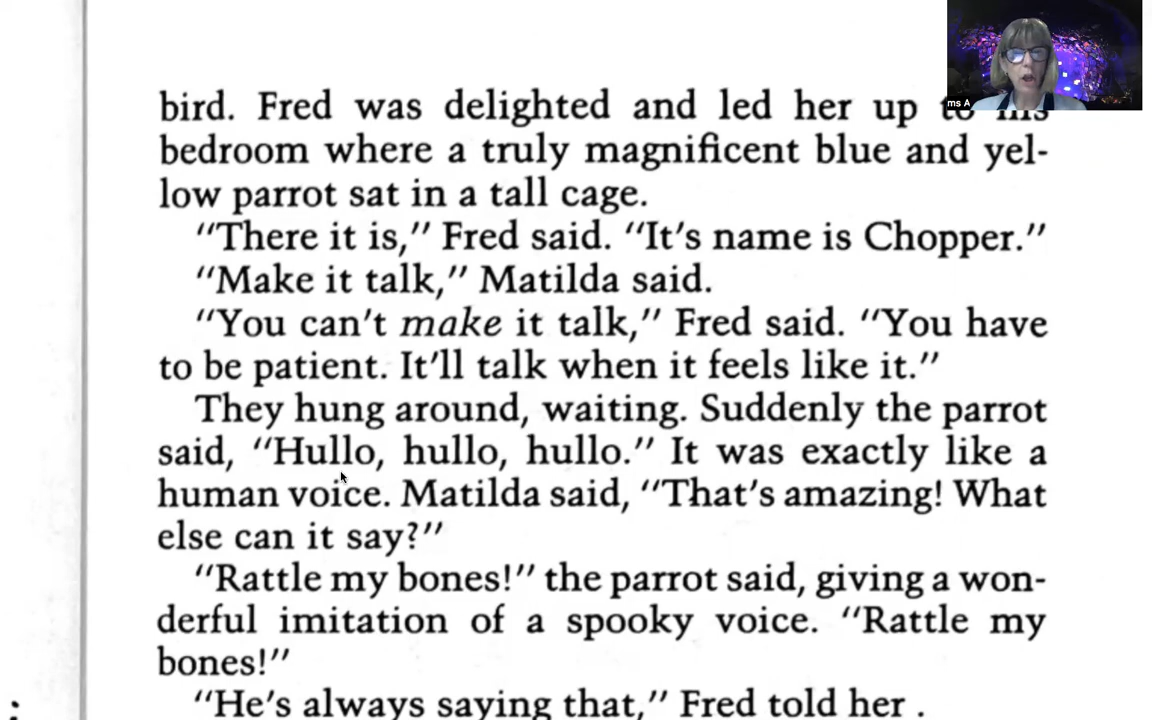 bird. Fred was delighted and led her up to his
ms A
bedroom where a truly magnificent blue and yel-
low parrot sat in a tall cage.
“There it is,” Fred said. “It’s name is Chopper.”
“Make it talk,” Matilda said.
“You can’t make it talk,” Fred said. “You have
to be patient. It’ll talk when it feels like it.”
They hung around, waiting. Suddenly the parrot
said, “Hullo, hullo, hullo.” It was exactly like a
human voice. Matilda said, “That’s amazing! What
else can it say?”
“Rattle my bones!” the parrot said, giving a won-
derful imitation of a spooky voice. “Rattle my
bones!”
“He’s always saying that,” Fred told her .